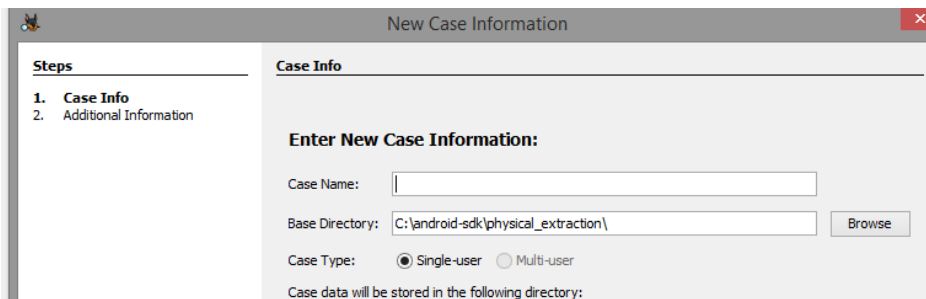 New Case Information
Steps
1. Case Info
2. Additional Information
Case Info
Enter New Case Information:
Case Name:
Base Directory: C:\android-sdk\physical_extraction\ Browse
Case Type: Single-user Multi-user
Case data will be stored in the following directory: